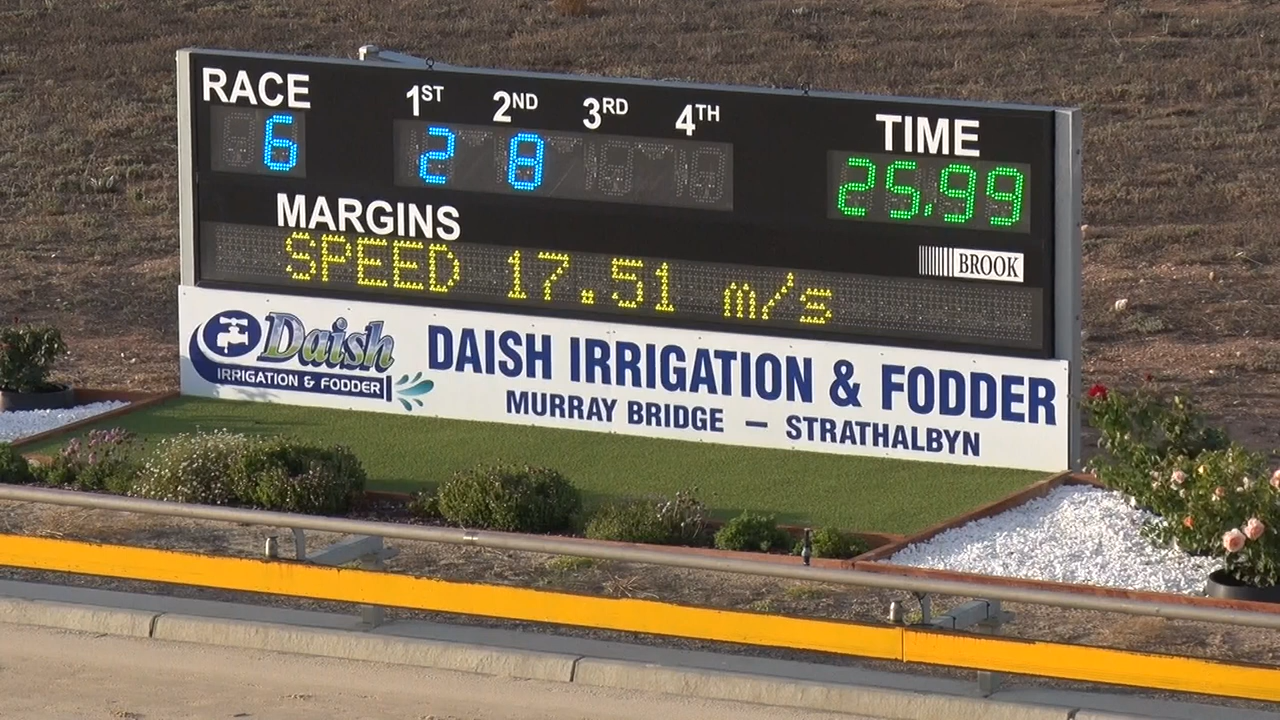 RACE 1ST 2ND 3RD 4TH TIME
6 2 8 25.99
MARGINS
BROOK
SPEED 17.51 m/s
Daish
IRRIGATION & FODDER
DAISH IRRIGATION & FODDER
MURRAY BRIDGE – STRATHALBYN